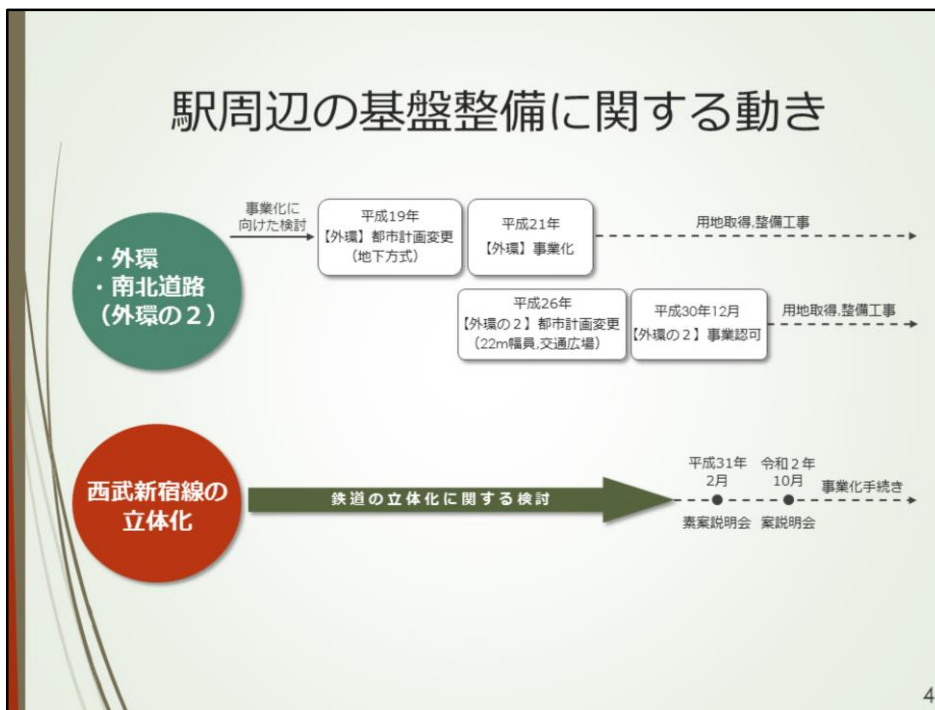 駅周辺の基盤整備に関する動き
・外環
・南北道路
（外環の２）
事業化に
向けた検討
平成19年
【外環】都市計画変更
（地下方式）
平成21年
【外環】事業化
用地取得,整備工事
平成26年
【外環の２】都市計画変更
（22m幅員,交通広場）
平成30年12月
【外環の２】事業認可
用地取得,整備工事
西武新宿線の
立体化
鉄道の立体化に関する検討
平成31年
2月
素案説明会
令和２年
10月
案説明会
事業化手続き
4